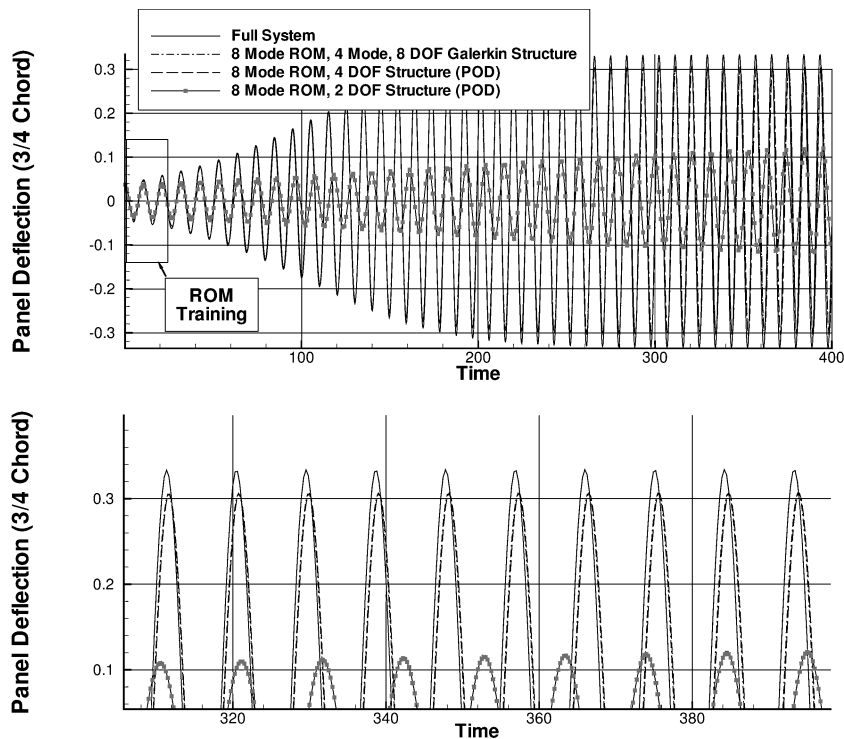 Full System
8 Mode ROM, 4 Mode, 8 DOF Galerkin Structure
8 Mode ROM, 4 DOF Structure (POD)
8 Mode ROM, 2 DOF Structure (POD)
Panel Deflection (3/4 Chord)
0.3
0.2
0.1
0
-0.1
-0.2
-0.3
ROM
Training
100
200
300
400
Time
Panel Deflection (3/4 Chord)
0.3
0.2
0.1
320
340
360
380
Time